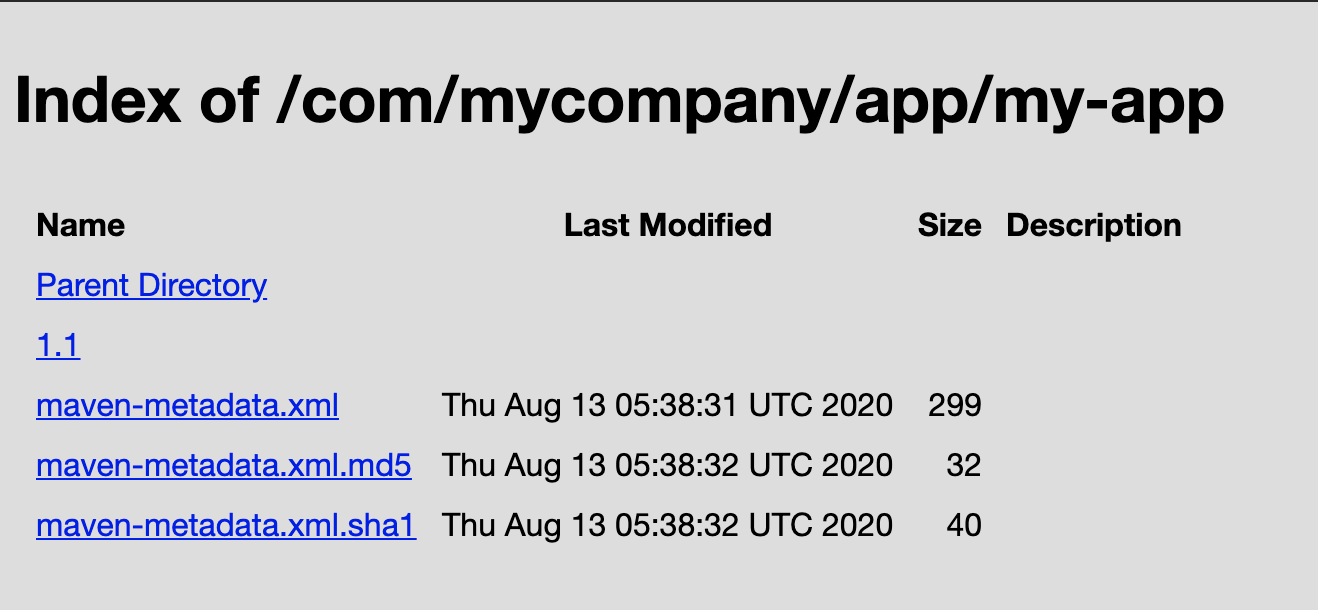 Index of /com/mycompany/app/my-app
Name Last Modified Size Description
Parent Directory
1.1
maven-metadata.xml Thu Aug 13 05:38:31 UTC 2020 299
maven-metadata.xml.md5 Thu Aug 13 05:38:32 UTC 2020 32
maven-metadata.xml.sha1 Thu Aug 13 05:38:32 UTC 2020 40